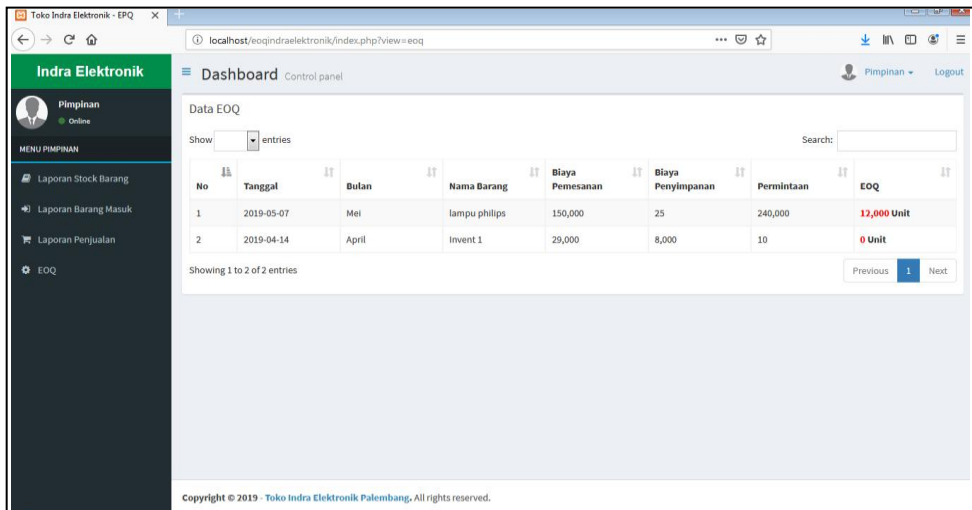 Toko Indra Elektronik - EPQ
localhost/eoqindraelektronik/index.php?view=eoq
Indra Elektronik
Dashboard Control panel
Pimpinan
Logout
Pimpinan
Online
MENU PIMPINAN
Laporan Stock Barang
Laporan Barang Masuk
Laporan Penjualan
EOQ
Data EOQ
Show entries
Search:
No Tanggal Bulan Nama Barang Biaya Pemesanan Biaya Penyimpanan Permintaan EOQ
1 2019-05-07 Mei lampu philips 150,000 25 240,000 12,000 Unit
2 2019-04-14 April Invent 1 29,000 8,000 10 0 Unit
Showing 1 to 2 of 2 entries
Previous 1 Next
Copyright © 2019 - Toko Indra Elektronik Palembang. All rights reserved.